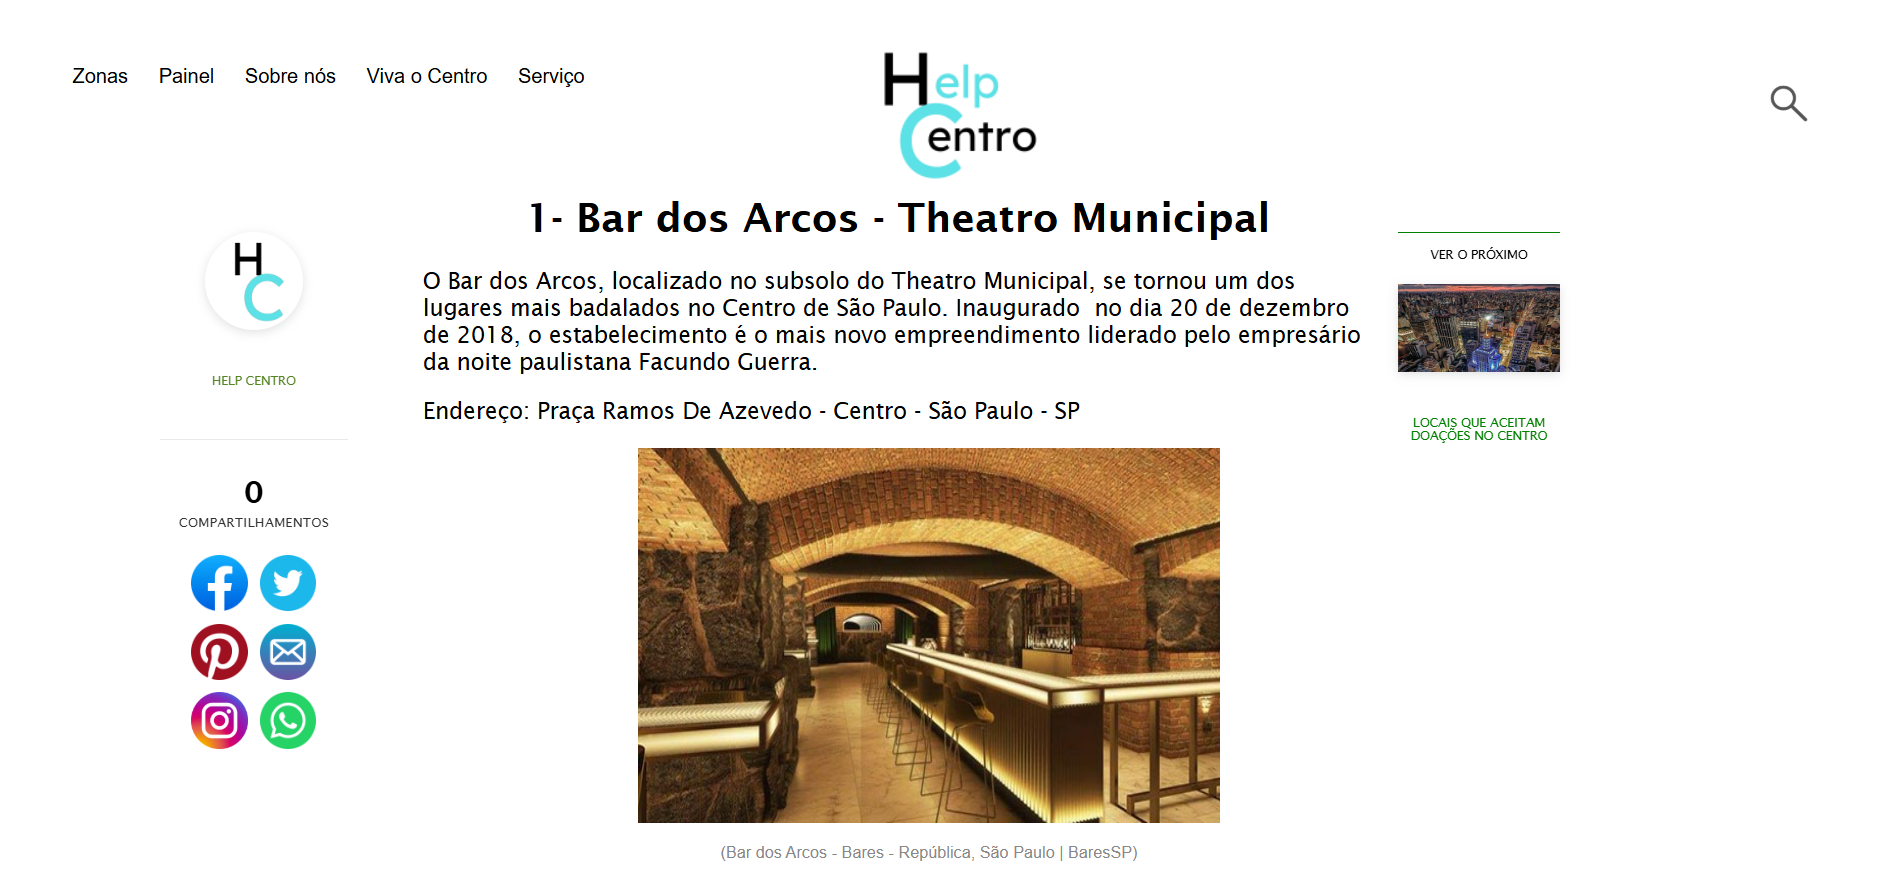 Zonas Painel Sobre nós Viva o Centro Serviço
Help
Centro
1- Bar dos Arcos - Theatro Municipal
O Bar dos Arcos, localizado no subsolo do Theatro Municipal, se tornou um dos
lugares mais badalados no Centro de São Paulo. Inaugurado  no dia 20 de dezembro
de 2018, o estabelecimento é o mais novo empreendimento liderado pelo empresário
da noite paulistana Facundo Guerra.
Endereço: Praça Ramos De Azevedo - Centro - São Paulo - SP
(Bar dos Arcos - Bares - República, São Paulo | BaresSP)
H
C
HELP CENTRO
0
COMPARTILHAMENTOS
VER O PRÓXIMO
LOCAIS QUE ACEITAM
DOAÇÕES NO CENTRO